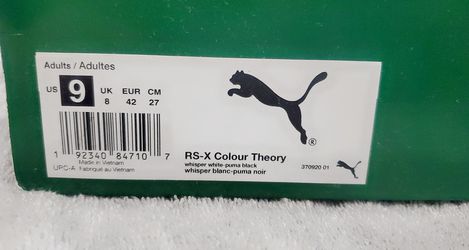 Adults / Adultes
US 9 UK EUR CM
8 42 27
1 92340 84710 7
UPC-A Made in Vietnam
Fabriqué au Vietnam
®
RS-X Colour Theory
whisper white-puma black
whisper blanc-puma noir
370920 01